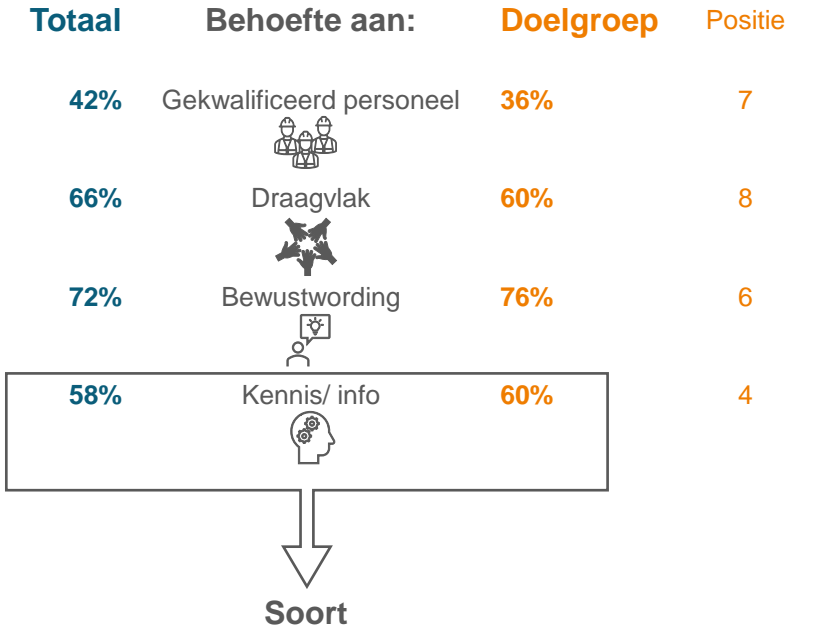 Totaal Behoefte aan: Doelgroep Positie
42% Gekwalificeerd personeel 36% 7
66% Draagvlak 60% 8
72% Bewustwording 76% 6
58% Kennis/ info 60% 4
Soort